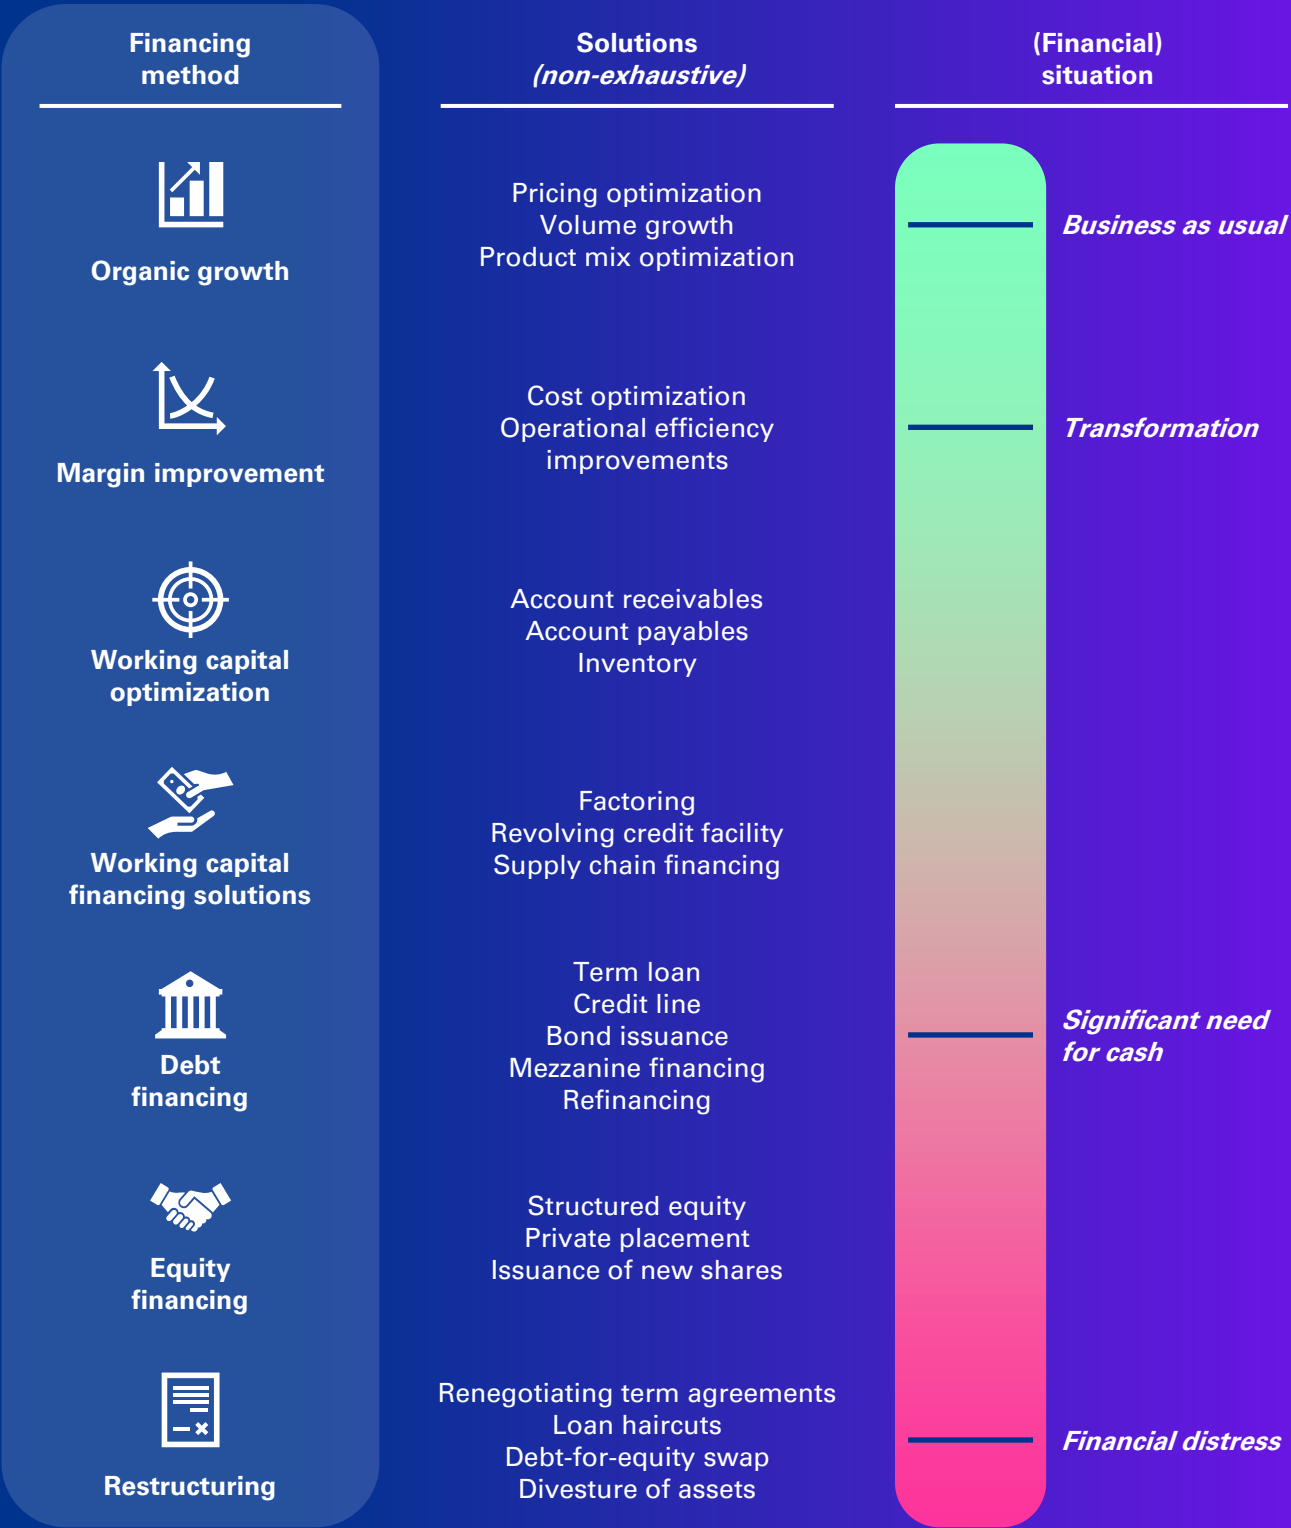 Financing
method
Solutions
(non-exhaustive)
(Financial)
situation
Organic growth
Pricing optimization
Volume growth
Product mix optimization
Business as usual
Margin improvement
Cost optimization
Operational efficiency
improvements
Transformation
Working capital
optimization
Account receivables
Account payables
Inventory
Working capital
financing solutions
Factoring
Revolving credit facility
Supply chain financing
Debt
financing
Term loan
Credit line
Bond issuance
Mezzanine financing
Refinancing
Significant need
for cash
Equity
financing
Structured equity
Private placement
Issuance of new shares
Restructuring
Renegotiating term agreements
Loan haircuts
Debt-for-equity swap
Divesture of assets
Financial distress